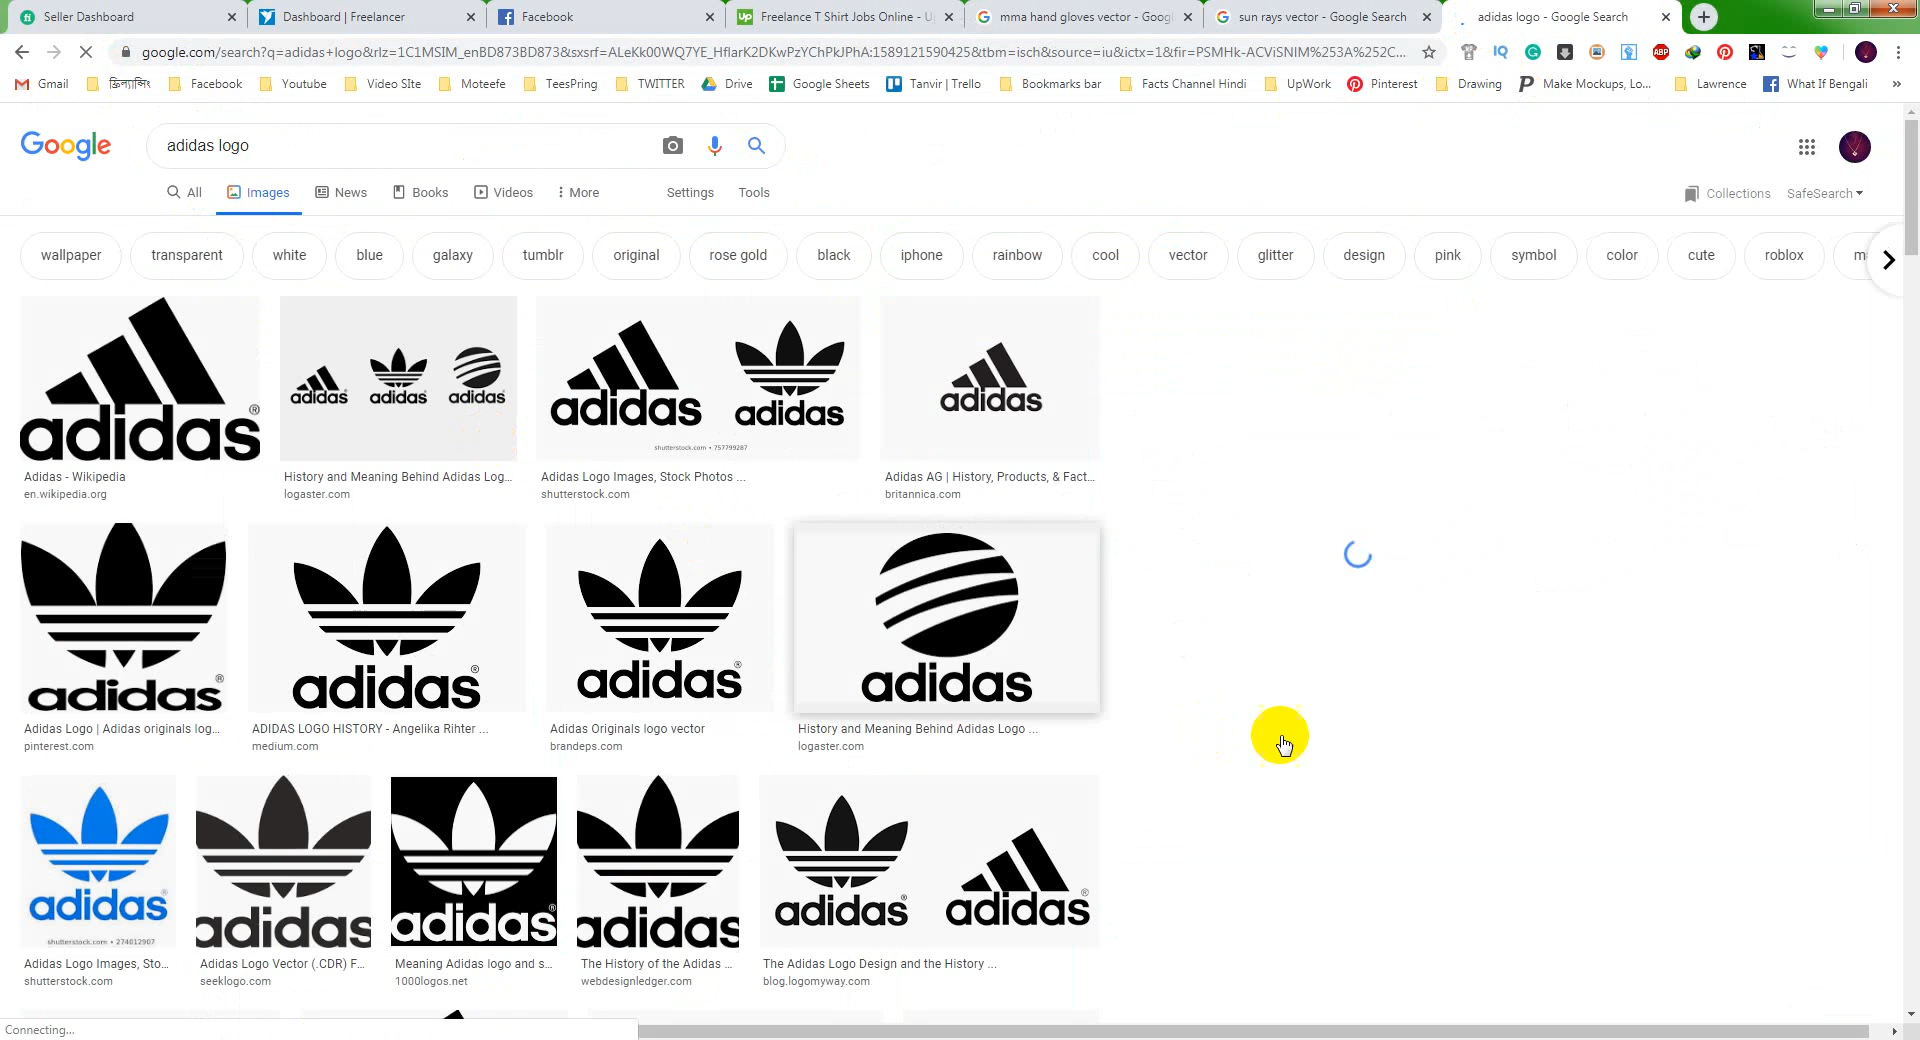 Seller Dashboard
Dashboard | Freelancer
Facebook
Freelance T Shirt Jobs Online - U
mma hand gloves vector - Goog
sun rays vector - Google Search
adidas logo - Google Search
google.com/search?q=adidas+logo&rlz=1C1MSIM_enBD873BD873&sxsrf=ALeKk00WQ7YE_HflarK2DKwPzYChPkJPhA:1589121590425&tbm=isch&source=iu&ictx=1&fir=PSMHk-ACViSNIM%253A%252C...
Gmail
ফ্রিল্যান্সিং
Facebook
Youtube
Video SIte
Moteefe
TeesPring
TWITTER
Drive
Google Sheets
Tanvir | Trello
Bookmarks bar
Facts Channel Hindi
UpWork
Pinterest
Drawing
Make Mockups, Lo...
Lawrence
What If Bengali
Google
adidas logo
All
Images
News
Books
Videos
More
Settings
Tools
Collections
SafeSearch
wallpaper
transparent
white
blue
galaxy
tumblr
original
rose gold
black
iphone
rainbow
cool
vector
glitter
design
pink
symbol
color
cute
roblox
adidas ®
adidas
adidas
adidas
adidas
adidas
shutterstock.com • 757799287
adidas
Adidas - Wikipedia
en.wikipedia.org
History and Meaning Behind Adidas Log...
logaster.com
Adidas Logo Images, Stock Photos ...
shutterstock.com
Adidas AG | History, Products, & Fact...
britannica.com
adidas ®
adidas ®
adidas ®
adidas
Adidas Logo | Adidas originals log...
pinterest.com
ADIDAS LOGO HISTORY - Angelika Rihter ...
medium.com
Adidas Originals logo vector
brandeps.com
History and Meaning Behind Adidas Logo ...
logaster.com
adidas
shutterstock.com • 274012907
adidas
adidas ®
adidas
adidas ®
adidas ®
Adidas Logo Images, Sto...
shutterstock.com
Adidas Logo Vector (.CDR) F...
seeklogo.com
Meaning Adidas logo and s...
1000logos.net
The History of the Adidas ...
webdesignledger.com
The Adidas Logo Design and the History ...
blog.logomyway.com
Connecting...